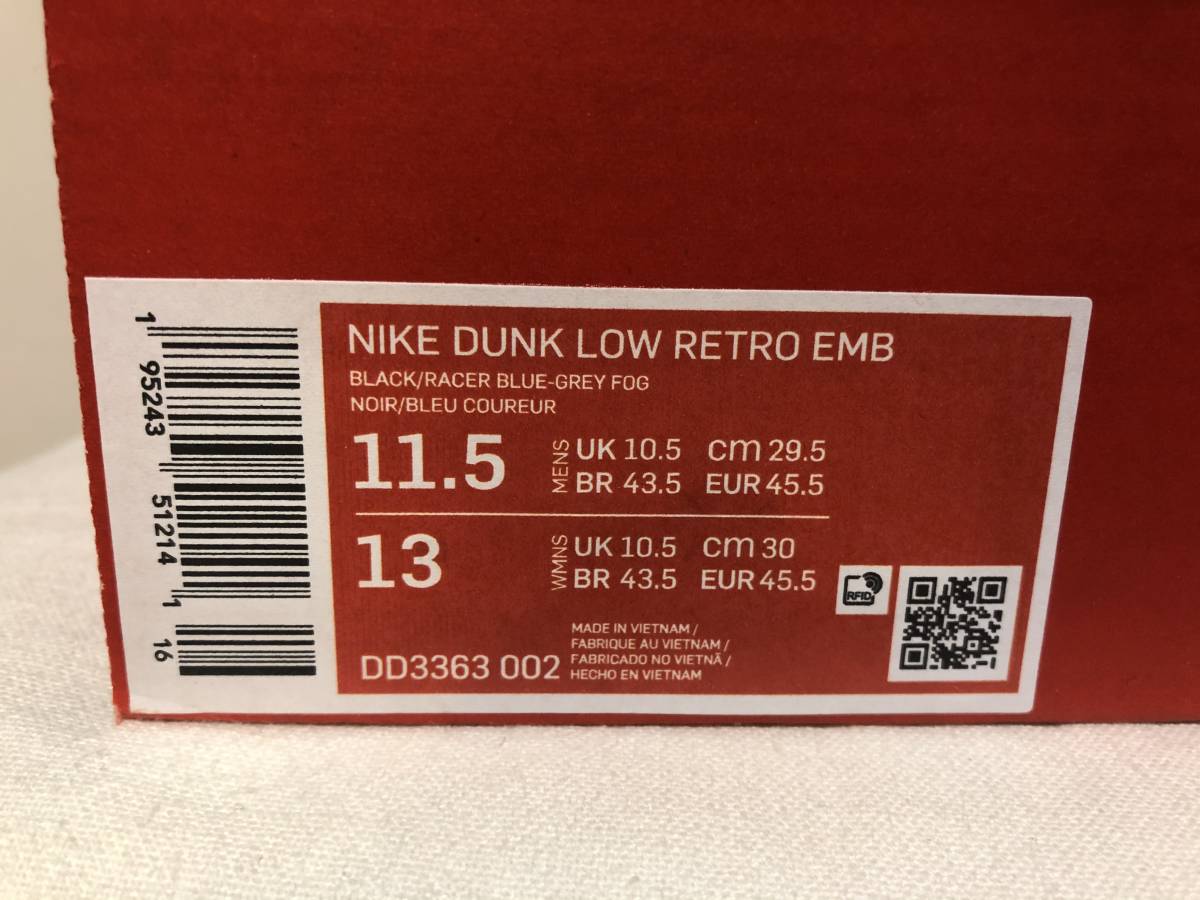 NIKE DUNK LOW RETRO EMB
BLACK/RACER BLUE-GREY FOG
NOIR/BLEU COUREUR
11.5 MENS UK 10.5 cm 29.5
BR 43.5 EUR 45.5
13 WMNS UK 10.5 cm 30
BR 43.5 EUR 45.5
RFID
MADE IN VIETNAM /
FABRIQUE AU VIETNAM /
FABRICADO NO VIETNÃ /
HECHO EN VIETNAM
DD3363 002
1 95243 51214 1 16